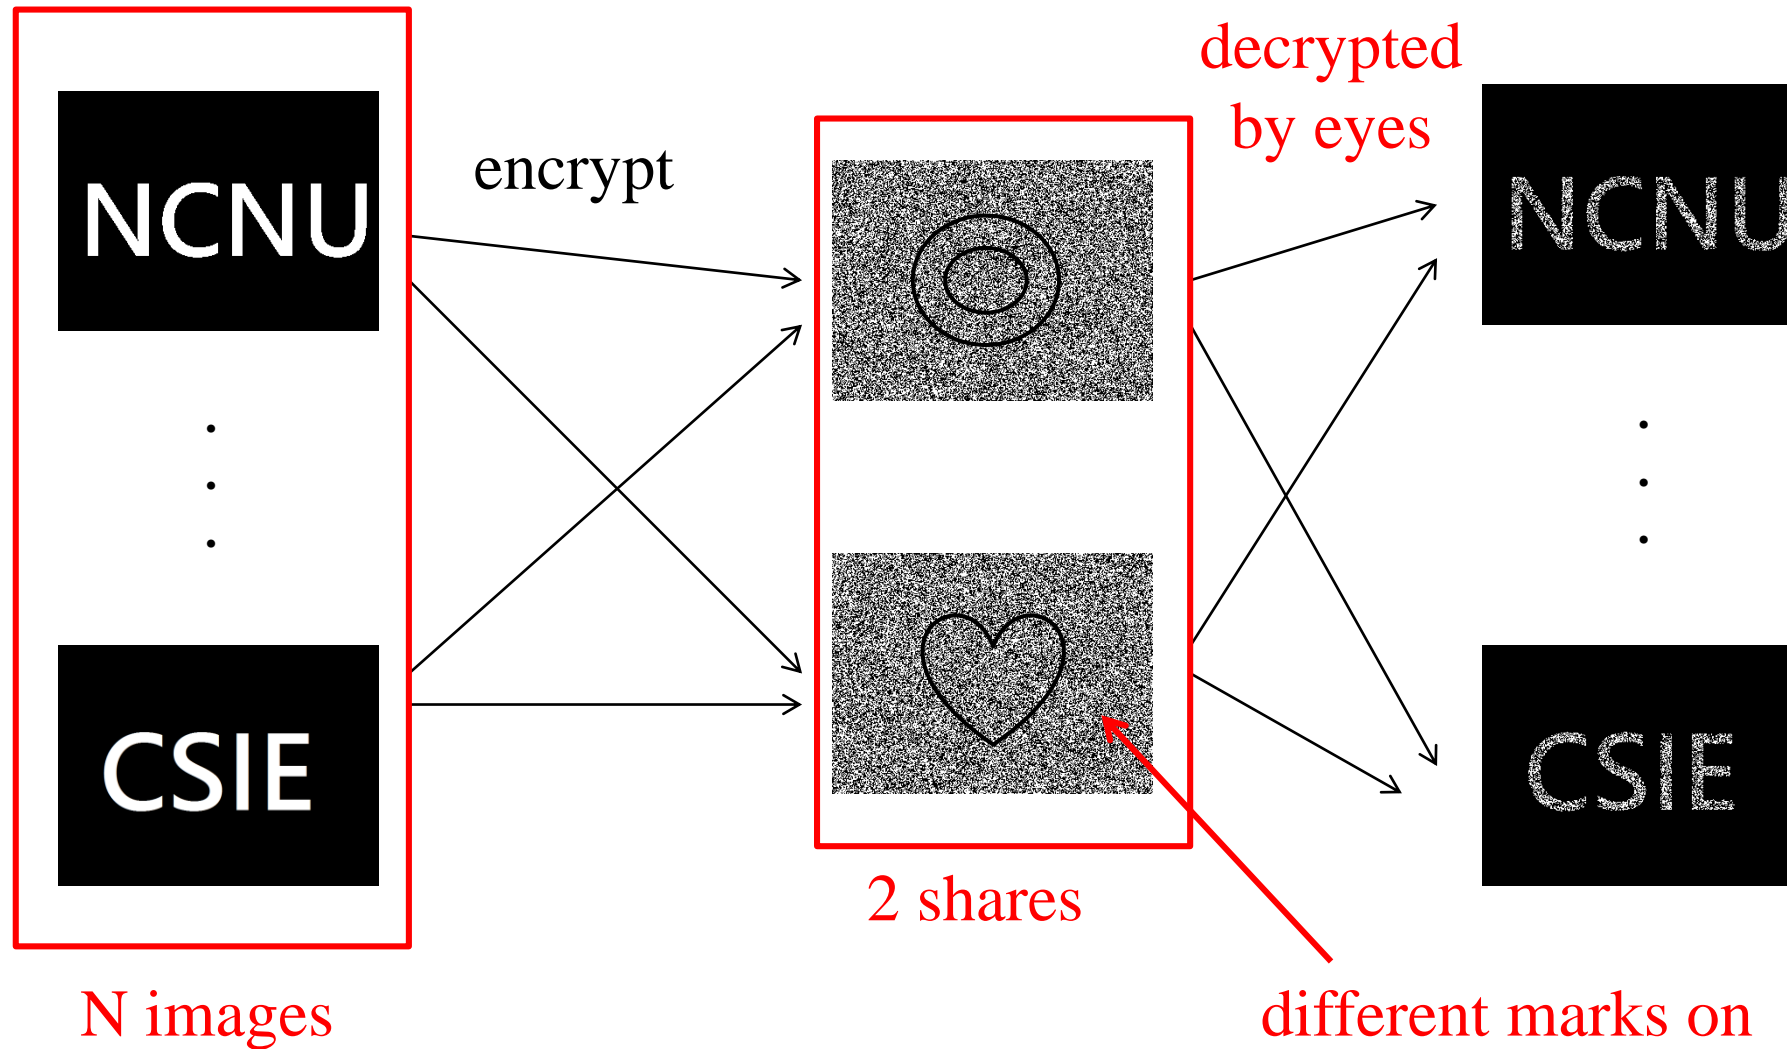 NCNU
CSIE
N images
encrypt
2 shares
decrypted
by eyes
NCNU
CSIE
different marks on